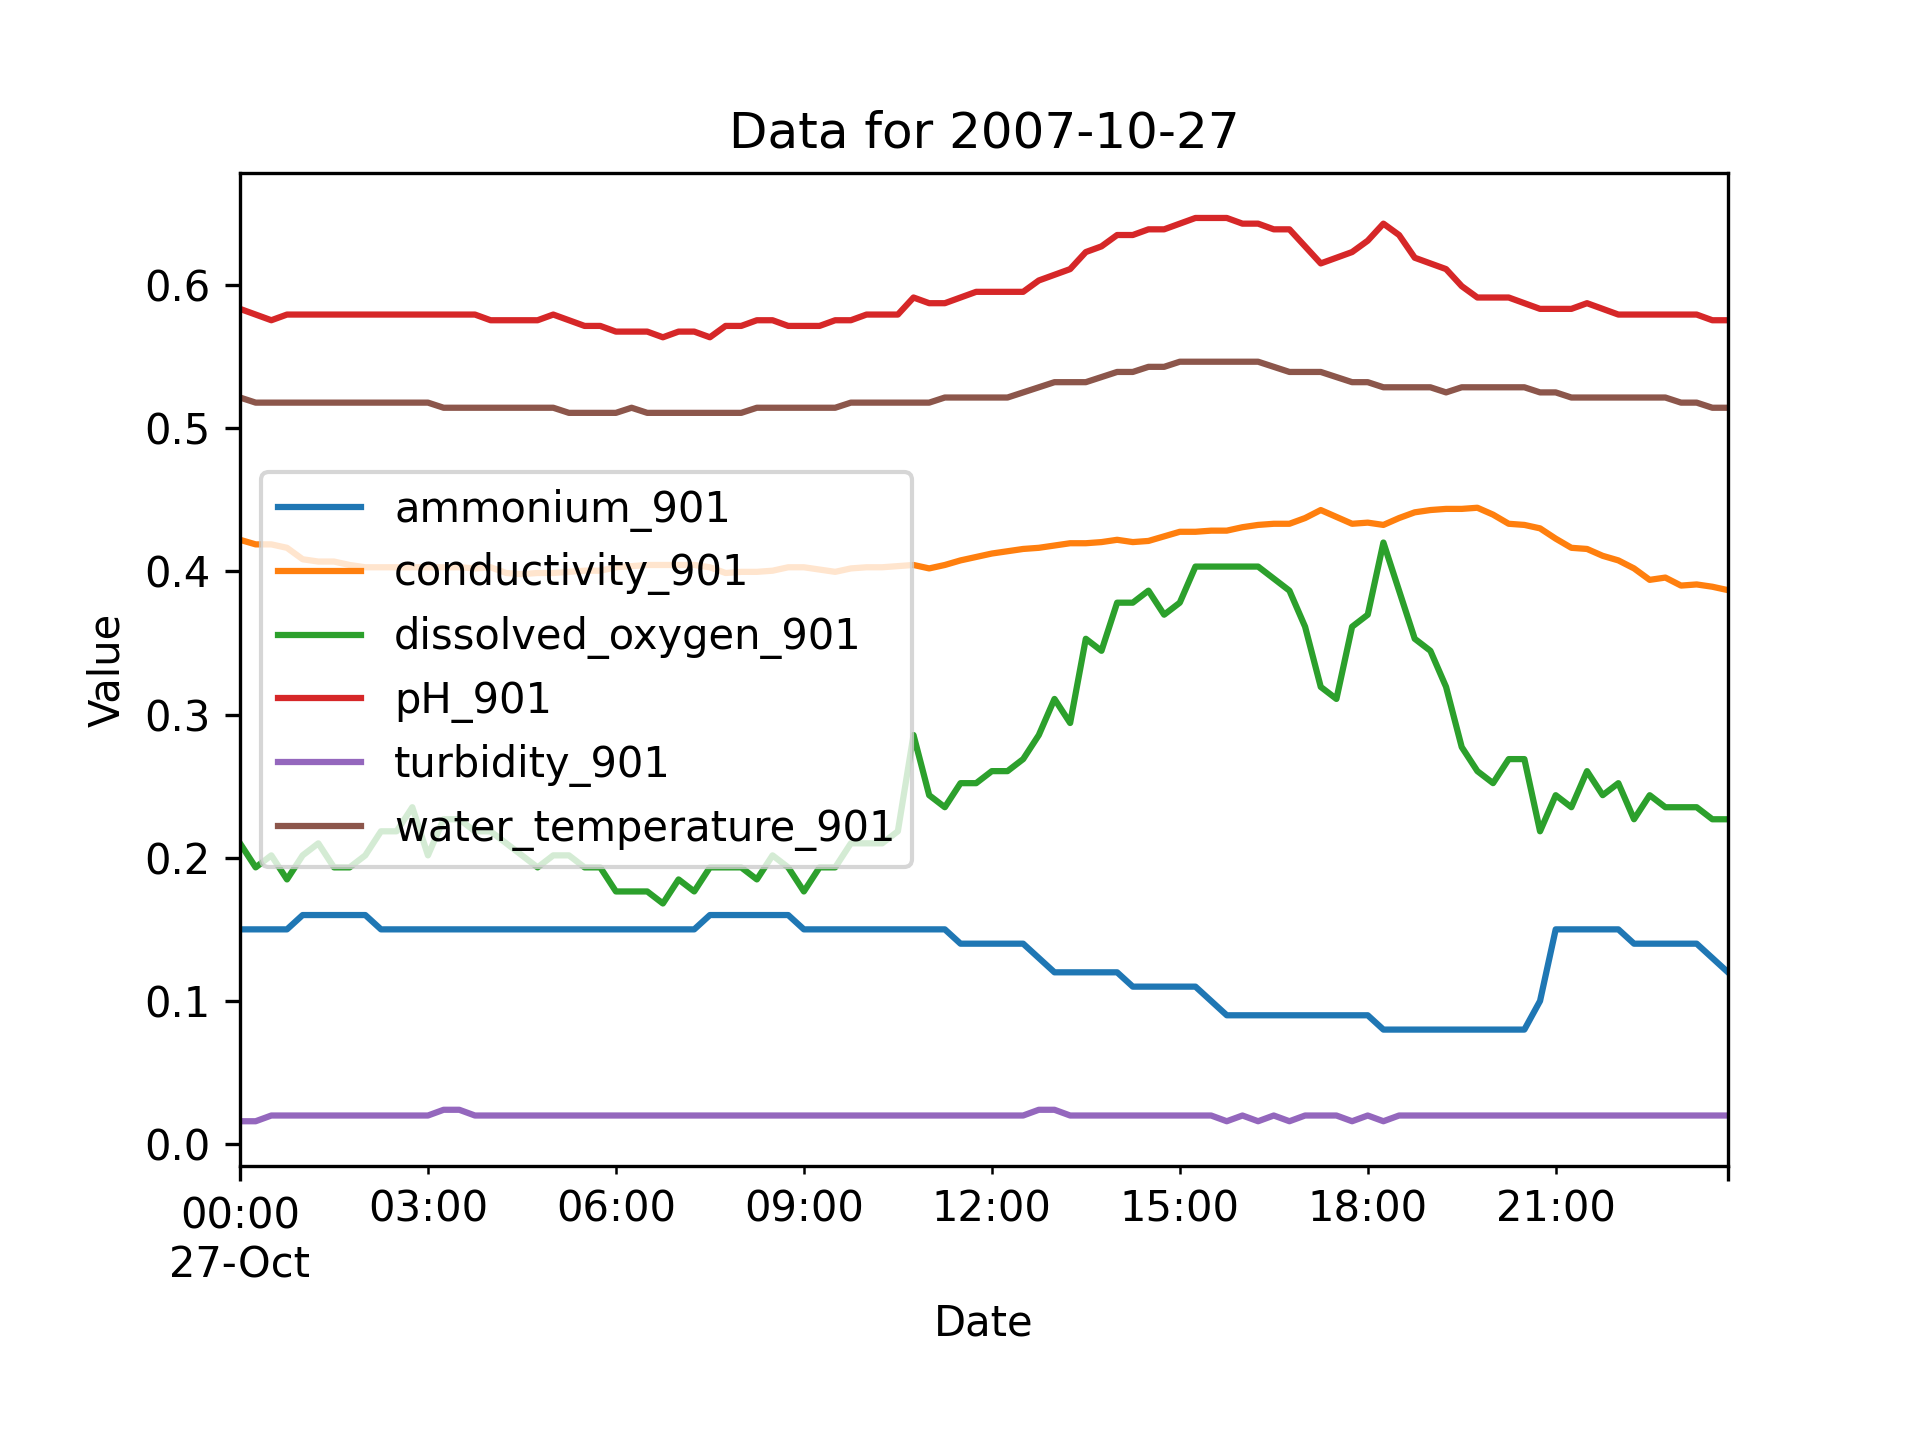 Data for 2007-10-27
Value
0.6
0.5
0.4
0.3
0.2
0.1
0.0
ammonium_901
conductivity_901
dissolved_oxygen_901
pH_901
turbidity_901
water_temperature_901
00:00 03:00 06:00 09:00 12:00 15:00 18:00 21:00
27-Oct
Date